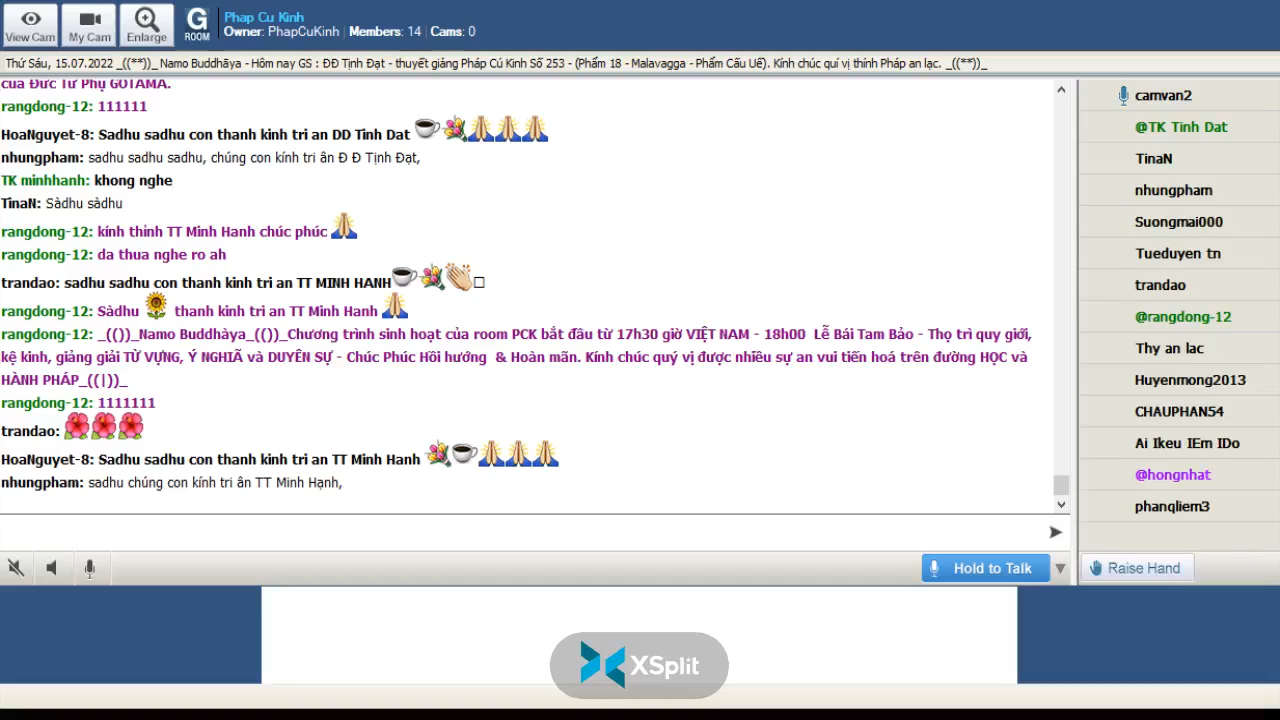 View Cam
My Cam
Enlarge
G
ROOM
Phap Cu Kinh
Owner: PhapCuKinh | Members: 14 | Cams: 0
Thứ Sáu, 15.07.2022 _((**))_ Namo Buddhāya - Hôm nay GS : ĐĐ Tịnh Đạt - thuyết giảng Pháp Cú Kinh Số 253 - (Phẩm 18 - Malavagga - Phẩm Cấu Uế). Kính chúc quí vị thính Pháp an lạc. _((**))_
của Đức Từ Phụ GOTAMA.
rangdong-12: 111111
HoaNguyet-8: Sadhu sadhu con thanh kinh tri an DD Tinh Dat
nhungpham: sadhu sadhu sadhu, chúng con kính tri ân Đ Đ Tịnh Đạt,
TK minhhanh: khong nghe
TinaN: Sàdhu sàdhu
rangdong-12: kính thỉnh TT Minh Hanh chúc phúc
rangdong-12: da thua nghe ro ah
trandao: sadhu sadhu con thanh kinh tri an TT MINH HANH
rangdong-12: Sàdhu thanh kinh tri an TT Minh Hanh
rangdong-12: _(())_Namo Buddhàya_(())_Chương trình sinh hoạt của room PCK bắt đầu từ 17h30 giờ VIỆT NAM - 18h00 Lễ Bái Tam Bảo - Thọ trì quy giới,
kệ kinh, giảng giải TỪ VỰNG, Ý NGHIÃ và DUYÊN SỰ - Chúc Phúc Hồi hướng & Hoàn mãn. Kính chúc quý vị được nhiều sự an vui tiến hoá trên đường HỌC và
HÀNH PHÁP_((|))_
rangdong-12: 1111111
trandao:
HoaNguyet-8: Sadhu sadhu con thanh kinh tri an TT Minh Hanh
nhungpham: sadhu chúng con kính tri ân TT Minh Hạnh,
camvan2
@TK Tinh Dat
TinaN
nhungpham
Suongmai000
Tueduyen tn
trandao
@rangdong-12
Thy an lac
Huyenmong2013
CHAUPHAN54
Ai Ikeu IEm IDo
@hongnhat
phanqliem3
Hold to Talk
Raise Hand
XSplit